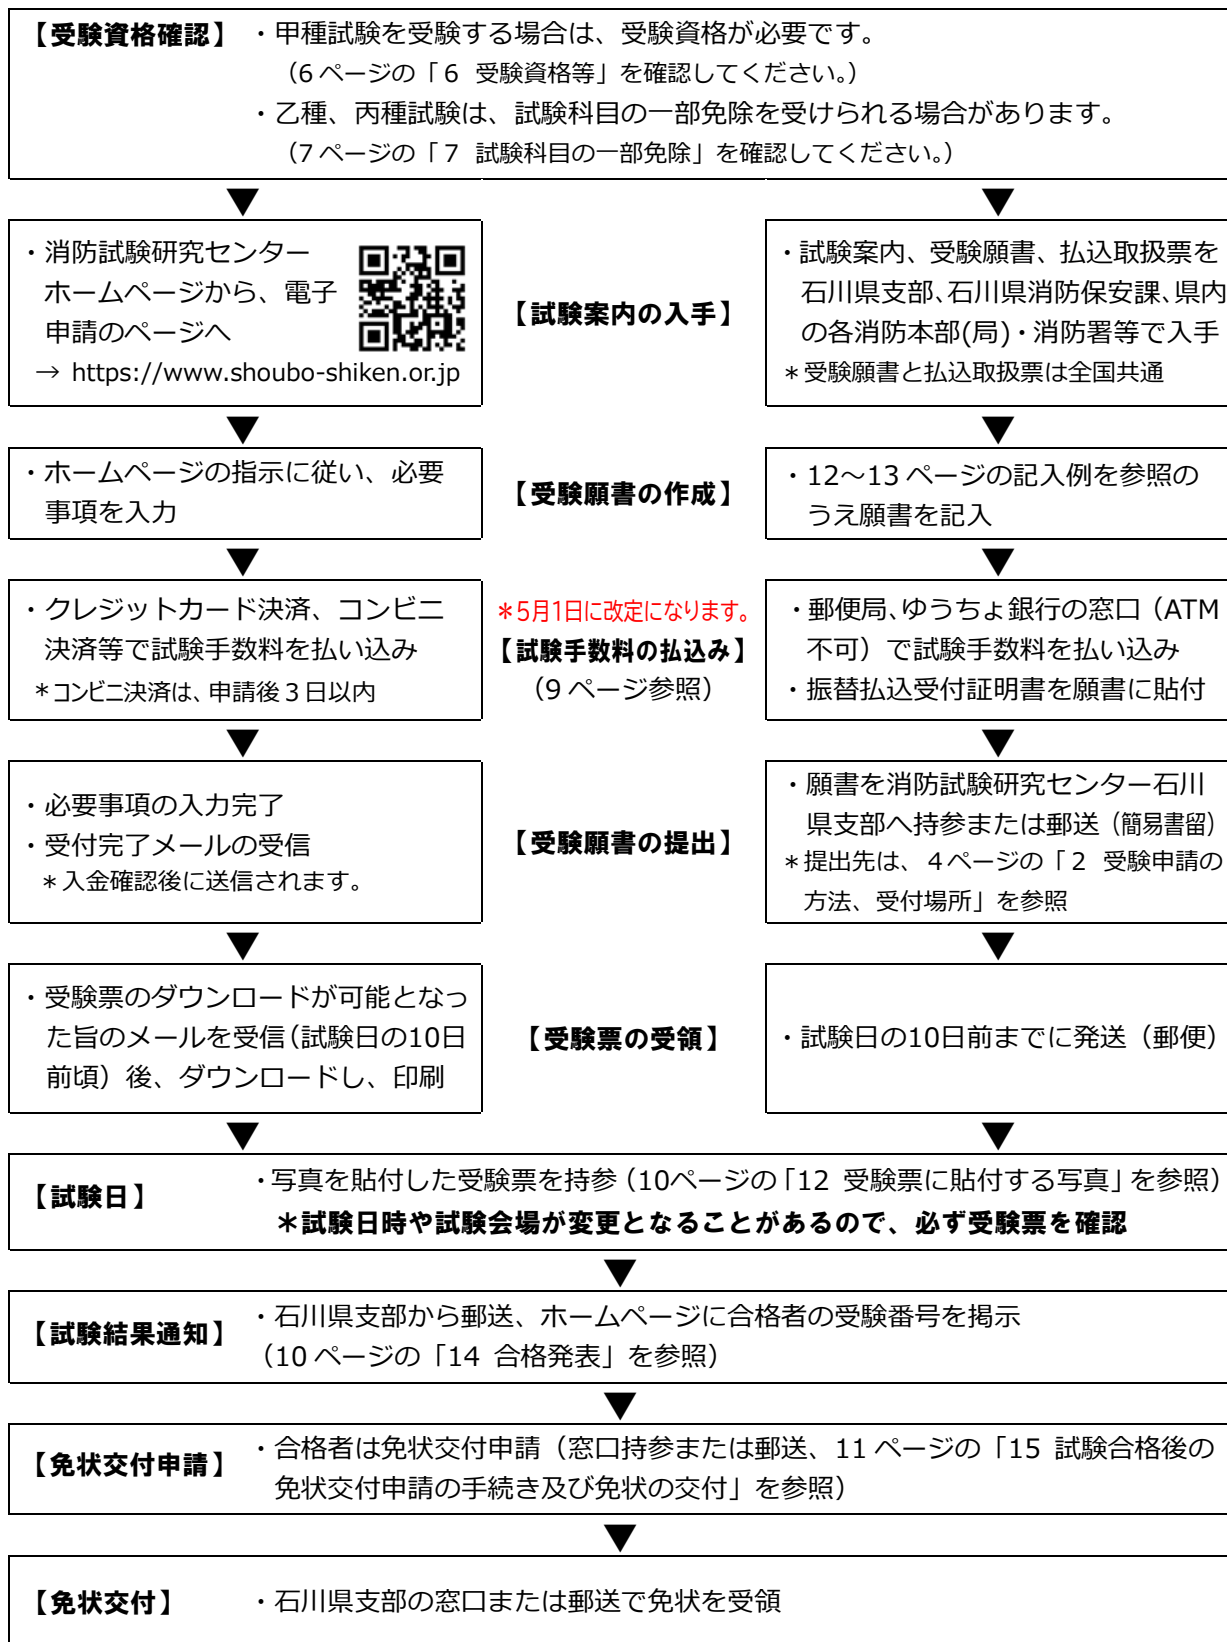 【受験資格確認】 ・甲種試験を受験する場合は、受験資格が必要です。
（6 ページの「6 受験資格等」を確認してください。）
・乙種、丙種試験は、試験科目の一部免除を受けられる場合があります。
（7 ページの「7 試験科目の一部免除」を確認してください。）
▼ ▼
・消防試験研究センター
ホームページから、電子
申請のページへ
→ https://www.shoubo-shiken.or.jp
【試験案内の入手】
・試験案内、受験願書、払込取扱票を
石川県支部、石川県消防保安課、県内
の各消防本部(局)・消防署等で入手
＊受験願書と払込取扱票は全国共通
▼ ▼
・ホームページの指示に従い、必要
事項を入力
【受験願書の作成】
・12～13 ページの記入例を参照の
うえ願書を記入
▼ ▼
・クレジットカード決済、コンビニ
決済等で試験手数料を払い込み
＊コンビニ決済は、申請後３日以内
＊5月1日に改定になります。
【試験手数料の払込み】
（9 ページ参照）
・郵便局、ゆうちょ銀行の窓口（ATM
不可）で試験手数料を払い込み
・振替払込受付証明書を願書に貼付
▼ ▼
・必要事項の入力完了
・受付完了メールの受信
＊入金確認後に送信されます。
【受験願書の提出】
・願書を消防試験研究センター石川
県支部へ持参または郵送（簡易書留）
＊提出先は、４ページの「2 受験申請の
方法、受付場所」を参照
▼ ▼
・受験票のダウンロードが可能となっ
た旨のメールを受信（試験日の10日
前頃）後、ダウンロードし、印刷
【受験票の受領】
・試験日の10日前までに発送（郵便）
▼ ▼
【試験日】 ・写真を貼付した受験票を持参（10ページの「12 受験票に貼付する写真」を参照）
＊試験日時や試験会場が変更となることがあるので、必ず受験票を確認
▼
【試験結果通知】 ・石川県支部から郵送、ホームページに合格者の受験番号を掲示
（10 ページの「14 合格発表」を参照）
▼
【免状交付申請】 ・合格者は免状交付申請（窓口持参または郵送、11 ページの「15 試験合格後の
免状交付申請の手続き及び免状の交付」を参照）
▼
【免状交付】 ・石川県支部の窓口または郵送で免状を受領